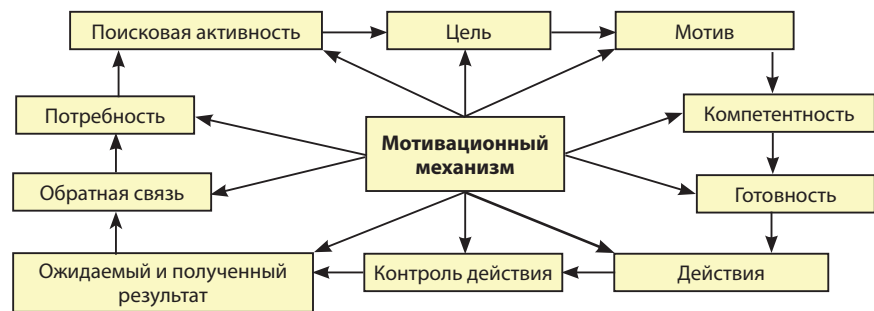 Поисковая активность
Цель
Мотив
Потребность
Мотивационный
механизм
Компетентность
Обратная связь
Готовность
Ожидаемый и полученный
результат
Контроль действия
Действия